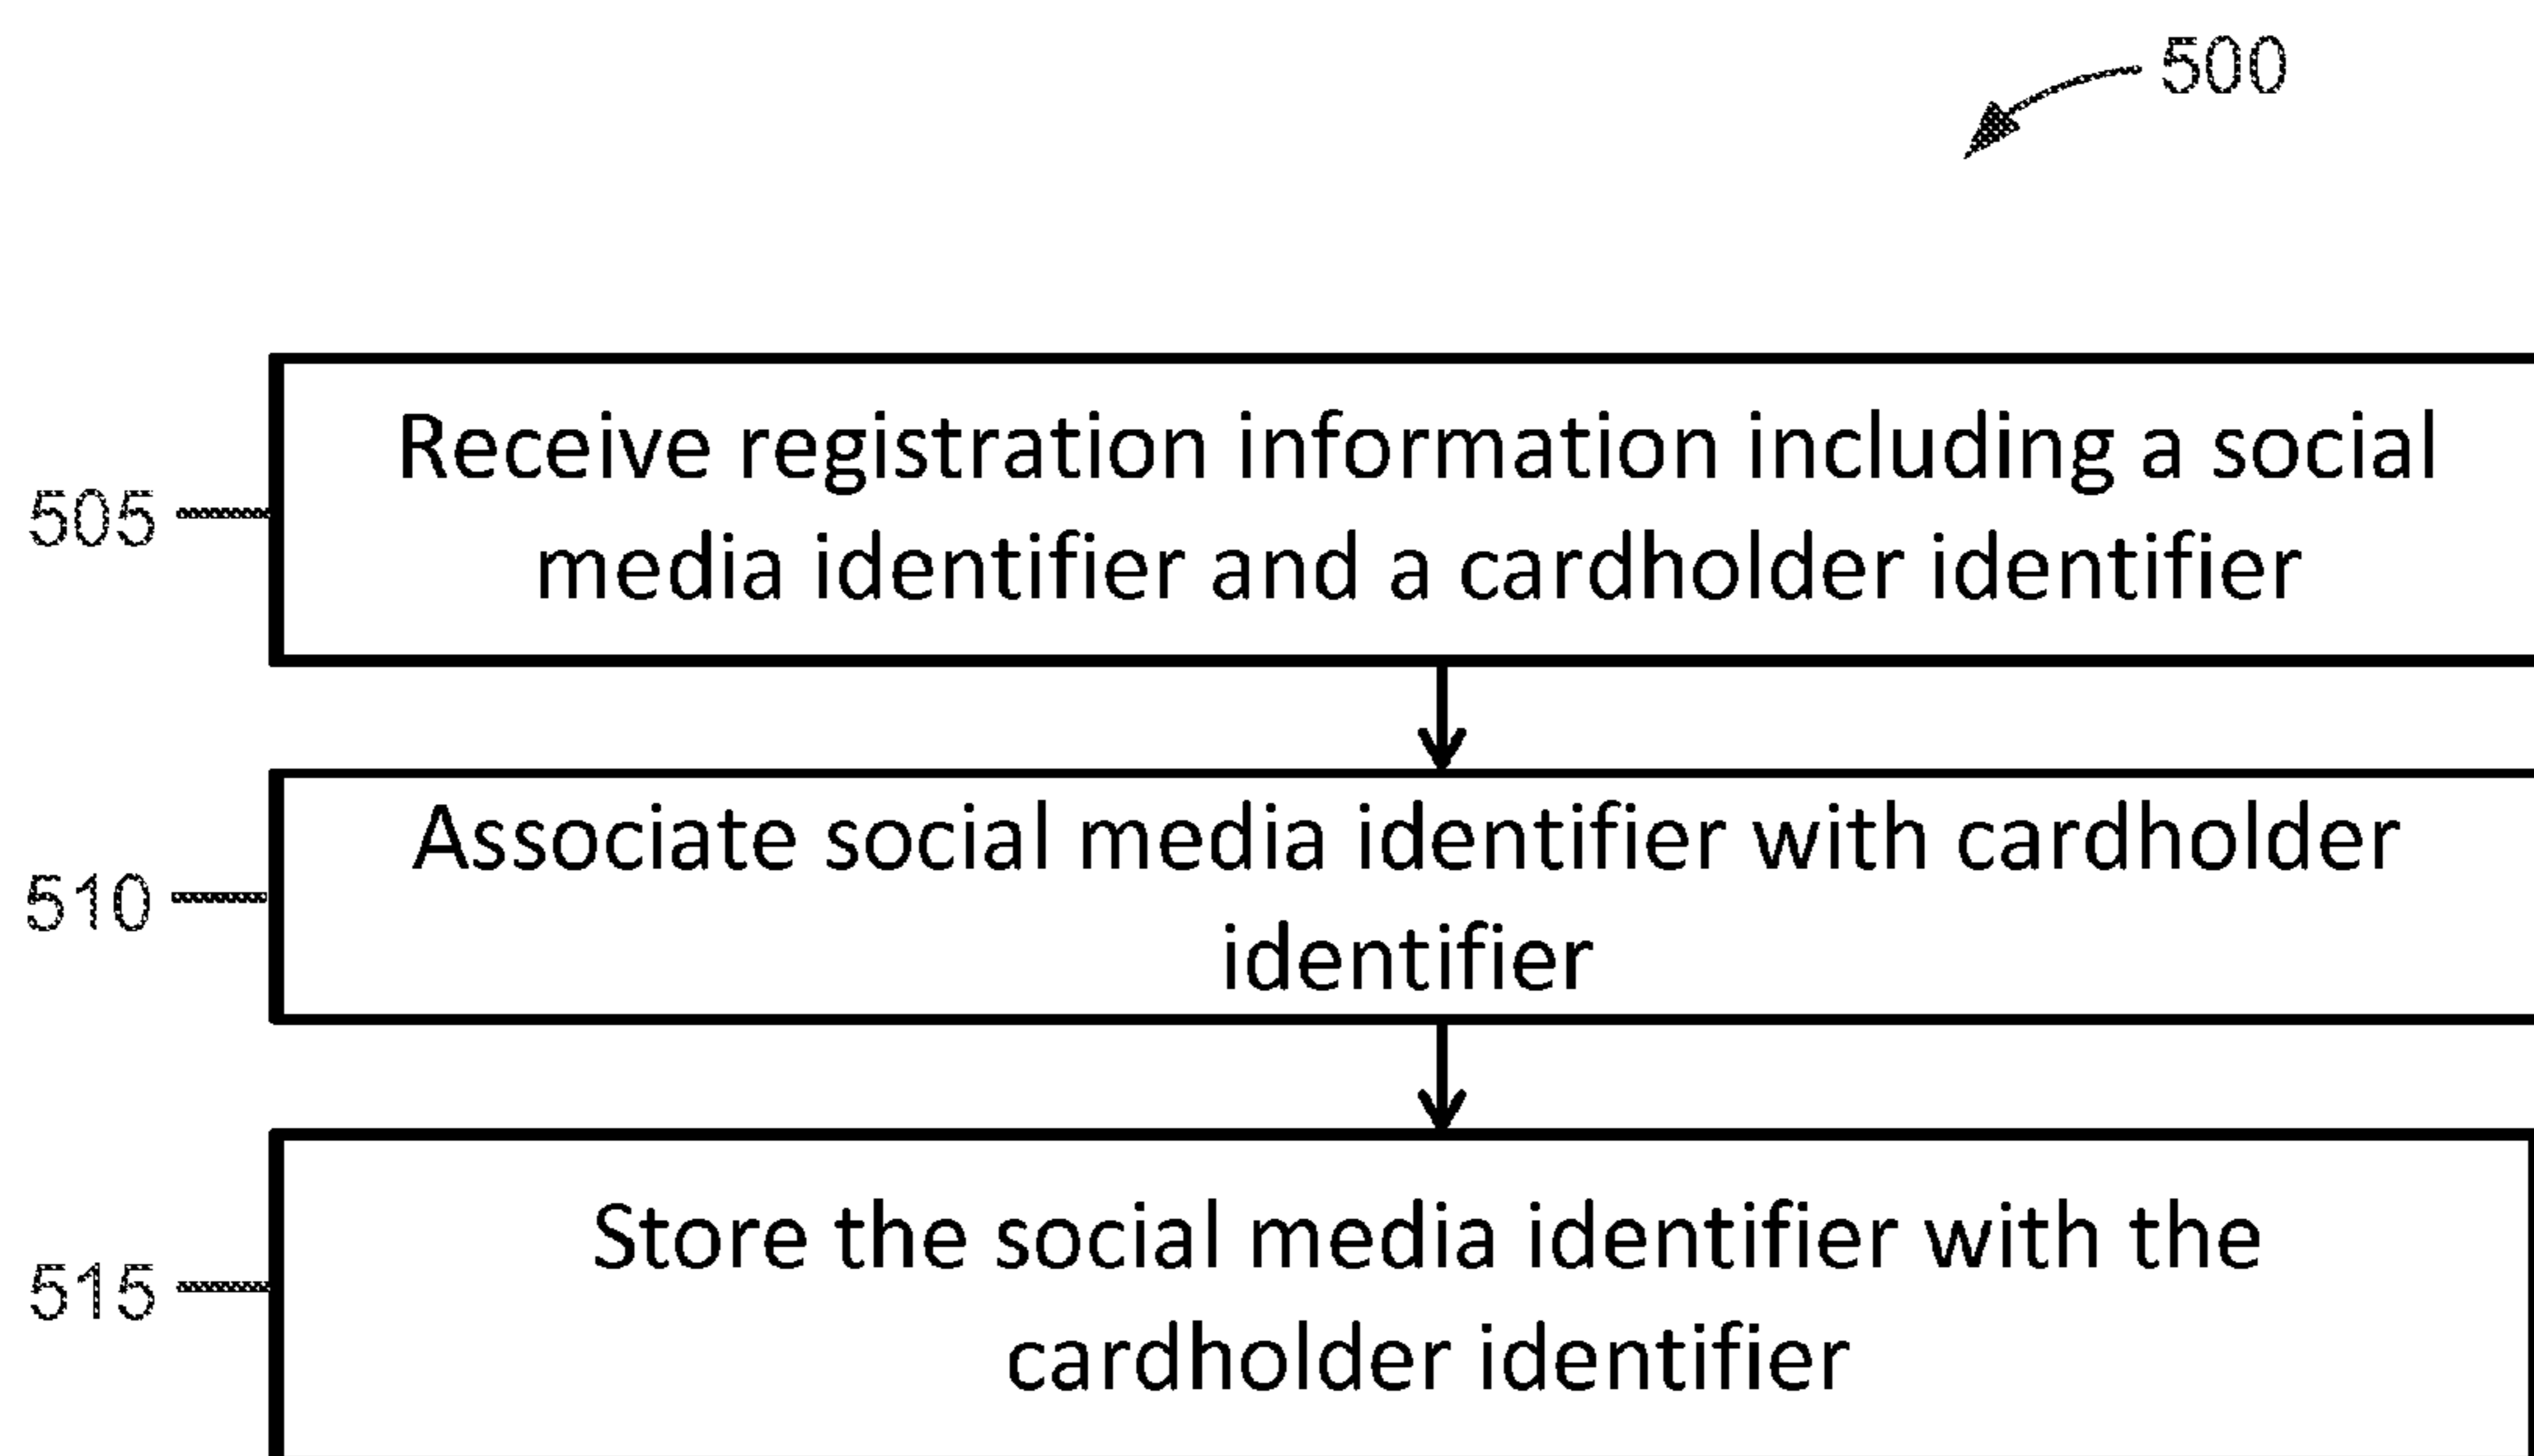 500
505
Receive registration information including a social
media identifier and a cardholder identifier
510
Associate social media identifier with cardholder
identifier
515
Store the social media identifier with the
cardholder identifier